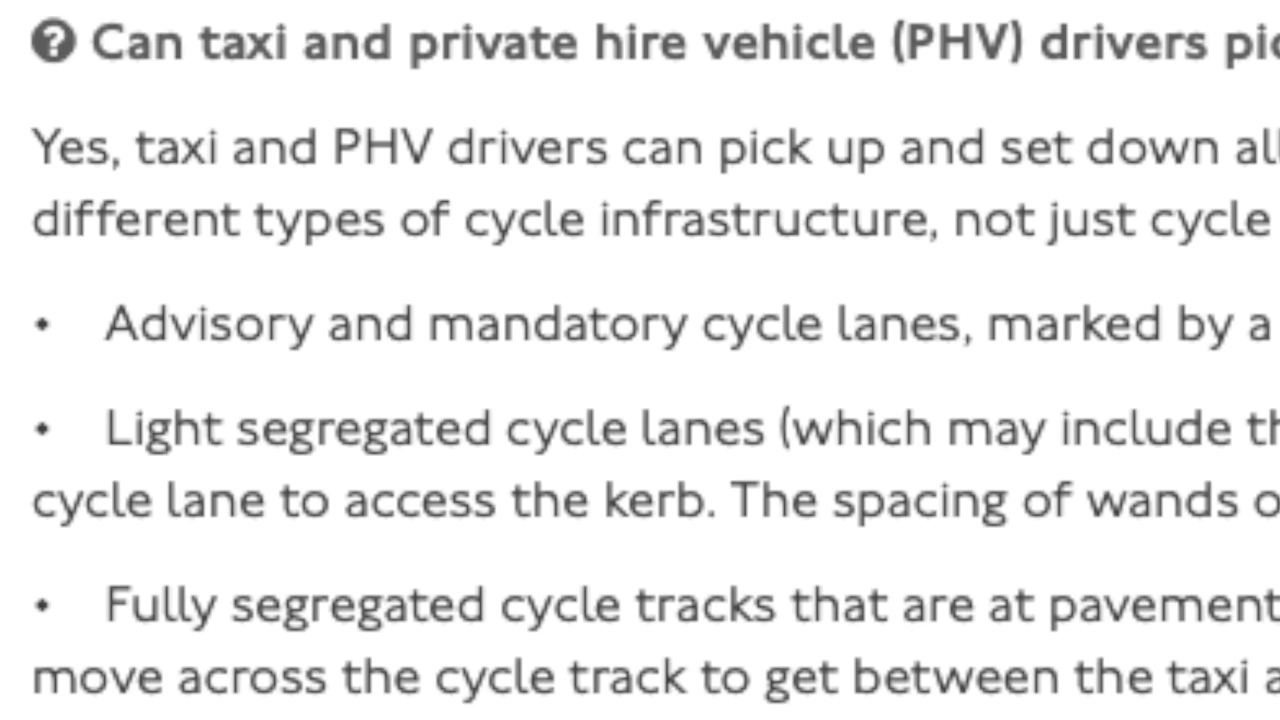 Can taxi and private hire vehicle (PHV) drivers
Yes, taxi and PHV drivers can pick up and set down
different types of cycle infrastructure, not just cycle
• Advisory and mandatory cycle lanes, marked by a
• Light segregated cycle lanes (which may include
cycle lane to access the kerb. The spacing of wands
• Fully segregated cycle tracks that are at pavement
move across the cycle track to get between the taxi